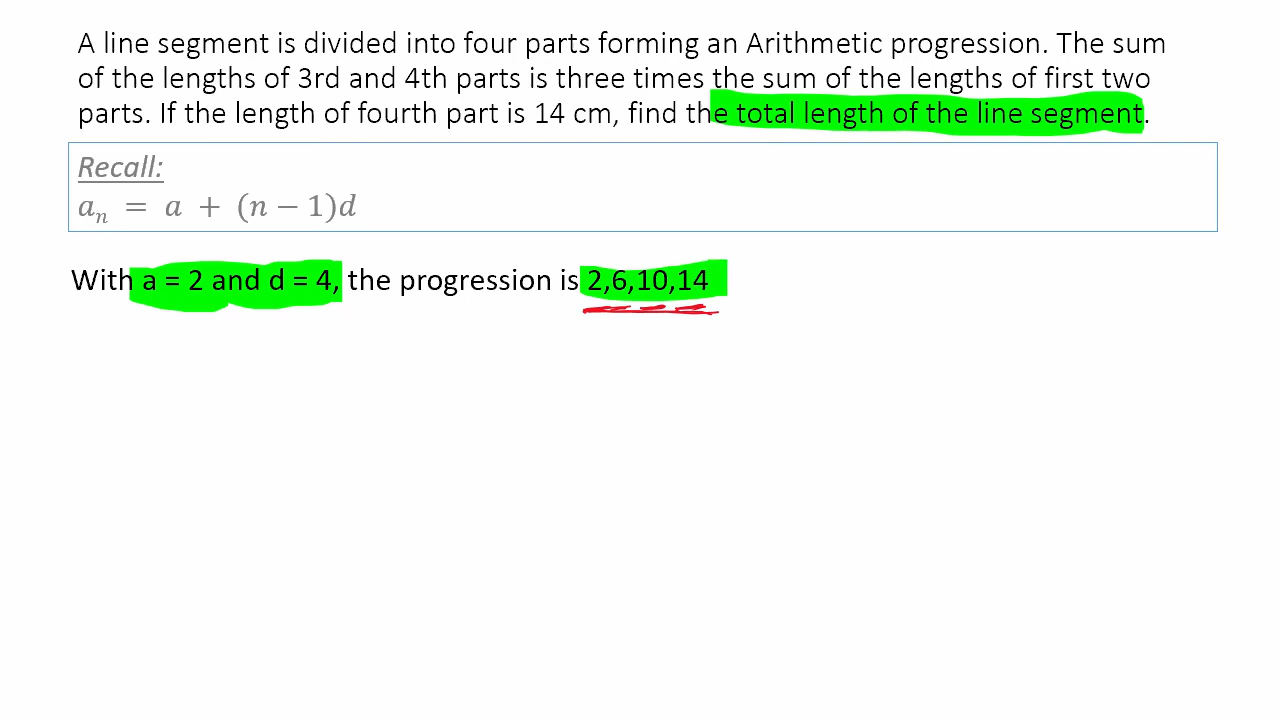 A line segment is divided into four parts forming an Arithmetic progression. The sum
of the lengths of 3rd and 4th parts is three times the sum of the lengths of first two
parts. If the length of fourth part is 14 cm, find the total length of the line segment.
Recall:
aₙ = a + (n − 1)d
With a = 2 and d = 4, the progression is 2,6,10,14